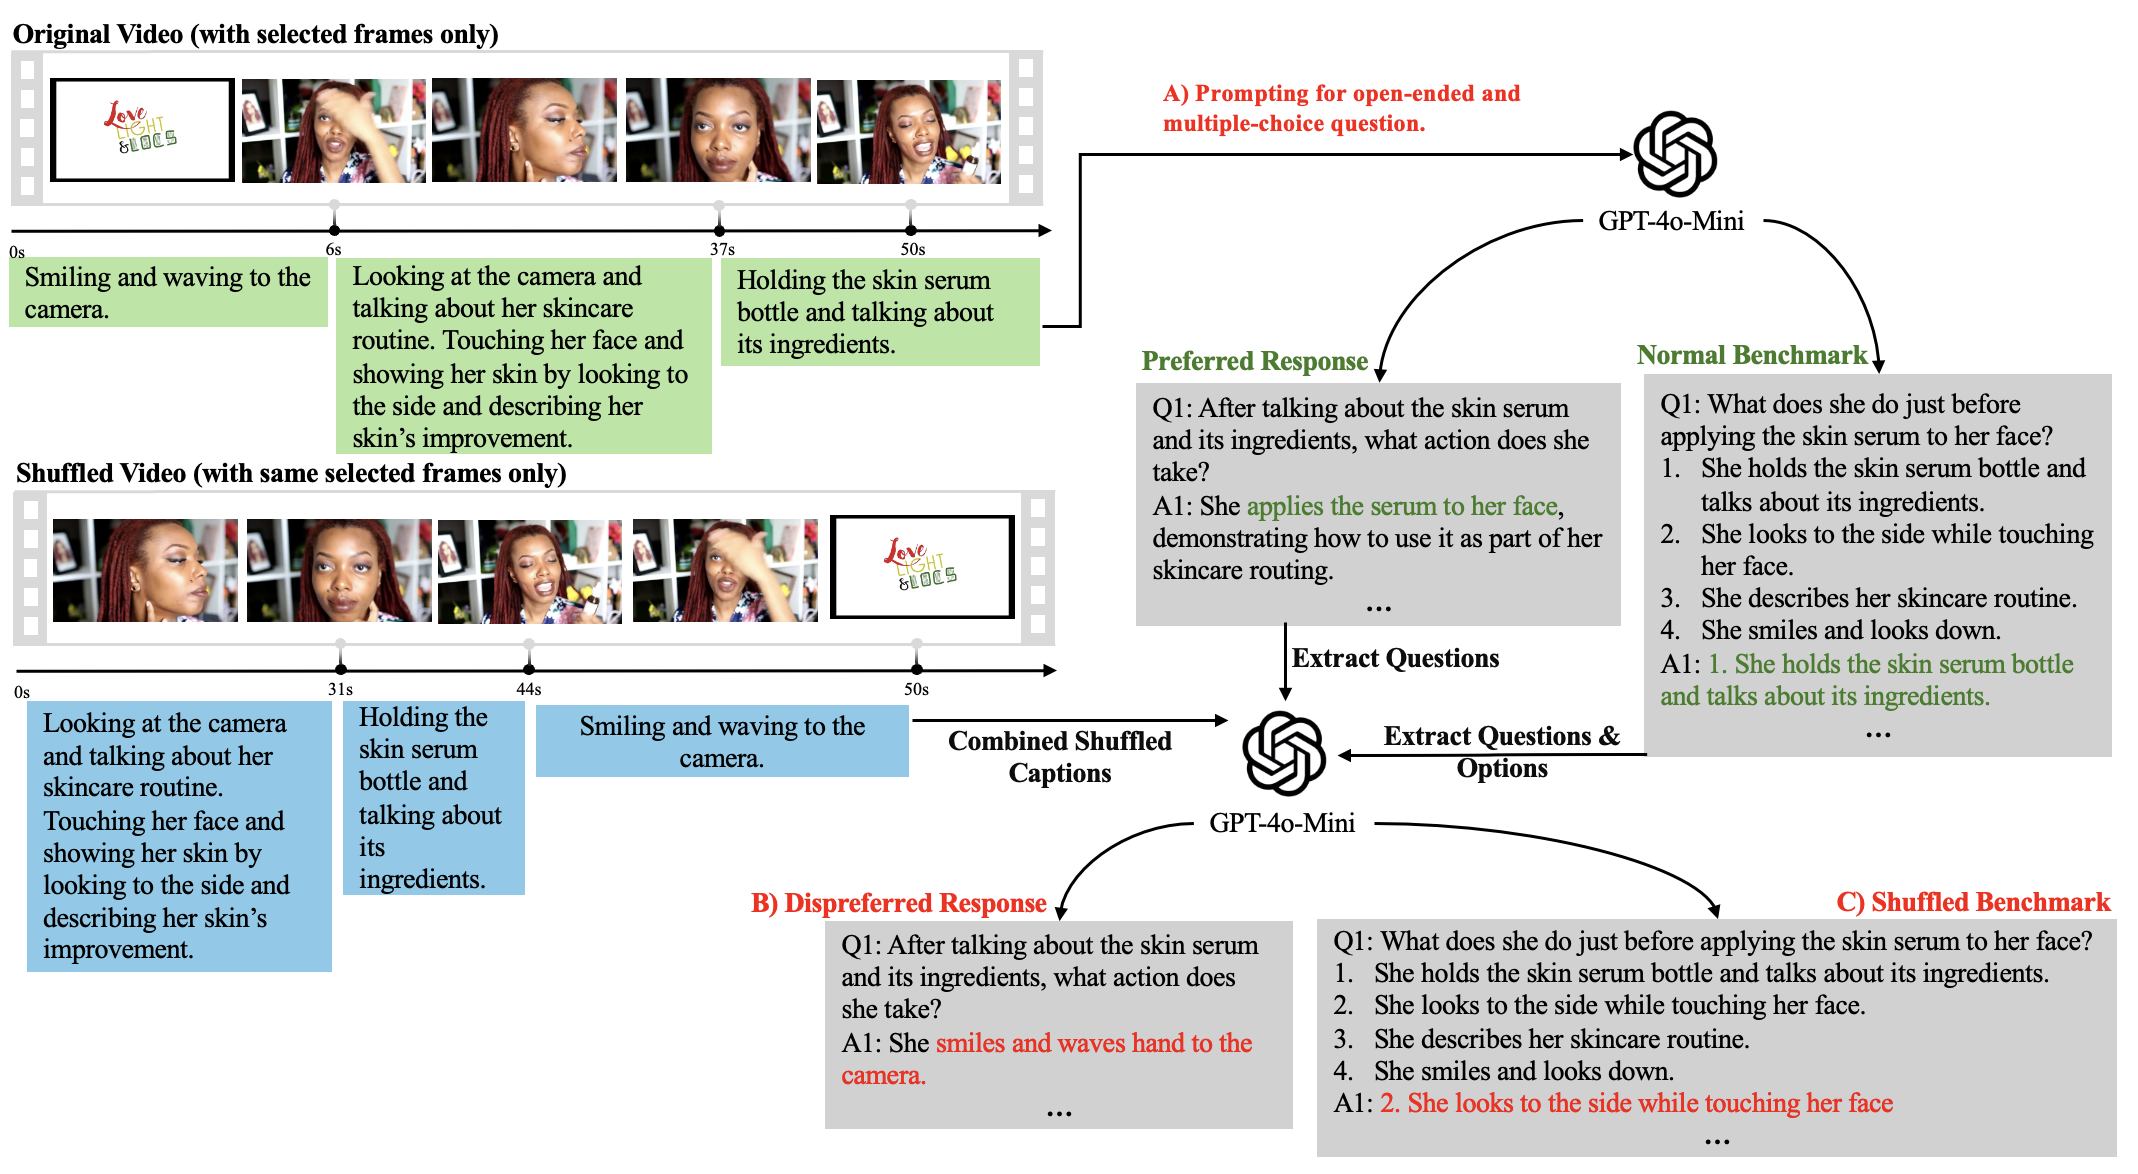 Original Video (with selected frames only)
Love
LIGHT
&LOCS
0s
6s
37s
50s
Smiling and waving to the
camera.
Looking at the camera and
talking about her skincare
routine. Touching her face and
showing her skin by looking to
the side and describing her
skin's improvement.
Holding the skin serum
bottle and talking about
its ingredients.
A) Prompting for open-ended and
multiple-choice question.
GPT-4o-Mini
Preferred Response
Q1: After talking about the skin serum
and its ingredients, what action does she
take?
A1: She applies the serum to her face,
demonstrating how to use it as part of her
skincare routing.
...
Normal Benchmark
Q1: What does she do just before
applying the skin serum to her face?
1. She holds the skin serum bottle and
talks about its ingredients.
2. She looks to the side while touching
her face.
3. She describes her skincare routine.
4. She smiles and looks down.
A1: 1. She holds the skin serum bottle
and talks about its ingredients.
...
Shuffled Video (with same selected frames only)
Love
LIGHT
&LOCS
0s
31s
44s
50s
Looking at the camera
and talking about her
skincare routine.
Touching her face and
showing her skin by
looking to the side and
describing her skin's
improvement.
Holding the
skin serum
bottle and
talking about
its
ingredients.
Smiling and waving to the
camera.
Combined Shuffled
Captions
Extract Questions
Extract Questions &
Options
GPT-4o-Mini
B) Dispreferred Response
Q1: After talking about the skin serum
and its ingredients, what action does
she take?
A1: She smiles and waves hand to the
camera.
...
C) Shuffled Benchmark
Q1: What does she do just before applying the skin serum to her face?
1. She holds the skin serum bottle and talks about its ingredients.
2. She looks to the side while touching her face.
3. She describes her skincare routine.
4. She smiles and looks down.
A1: 2. She looks to the side while touching her face
...